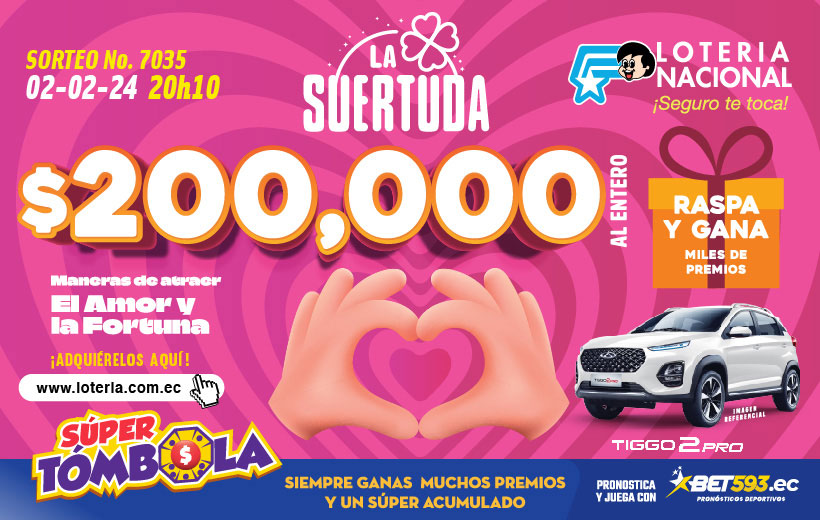 SORTEO No. 7035
02-02-24 20h10
LA
SUERTUDA
LOTERIA
NACIONAL
¡Seguro te toca!
$200,000
AL ENTERO
RASPA
Y GANA
MILES DE
PREMIOS
Maneras de atraer
El Amor y
la Fortuna
¡ADQUIÉRELOS AQUÍ!
www.loteria.com.ec
TIGGO2PRO
IMAGEN
REFERENCIAL
TIGGO 2 PRO
SÚPER
TÓMBOLA
$
SIEMPRE GANAS MUCHOS PREMIOS
Y UN SÚPER ACUMULADO
PRONOSTICA
Y JUEGA CON
BET593.ec
PRONÓSTICOS DEPORTIVOS